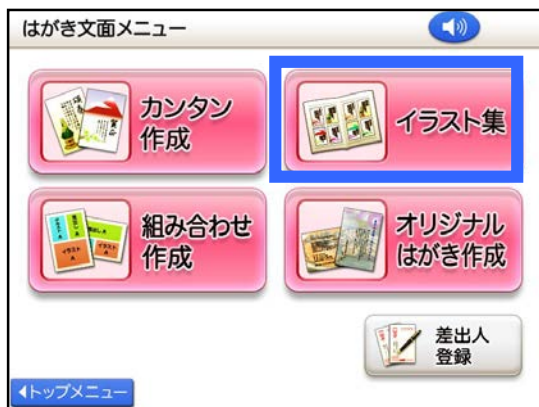 はがき文面メニュー
カンタン
作成
イラスト集
組み合わせ
作成
オリジナル
はがき作成
差出人
登録
トップメニュー